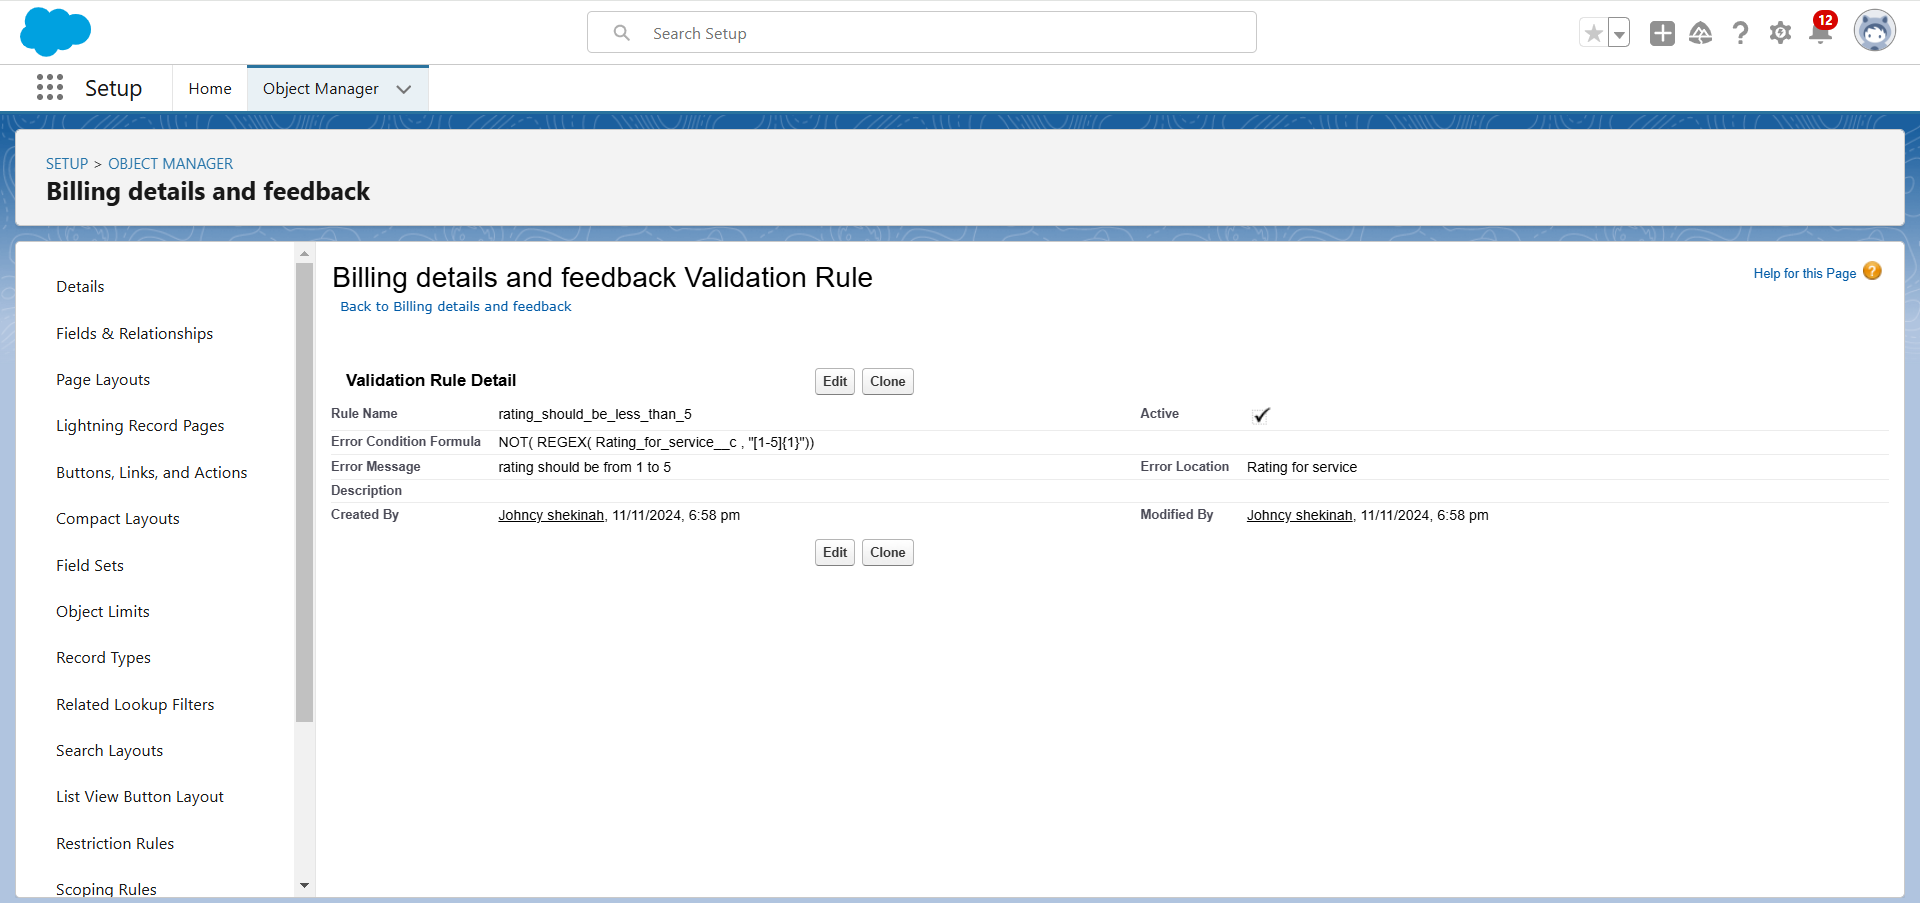 Search Setup
12
Setup
Home
Object Manager
SETUP > OBJECT MANAGER
Billing details and feedback
Details
Fields & Relationships
Page Layouts
Lightning Record Pages
Buttons, Links, and Actions
Compact Layouts
Field Sets
Object Limits
Record Types
Related Lookup Filters
Search Layouts
List View Button Layout
Restriction Rules
Scoping Rules
Billing details and feedback Validation Rule
Back to Billing details and feedback
Help for this Page ?
Validation Rule Detail
Edit Clone
Rule Name rating_should_be_less_than_5 Active
Error Condition Formula NOT( REGEX( Rating_for_service__c , "[1-5]{1}"))
Error Message rating should be from 1 to 5 Error Location Rating for service
Description
Created By Johncy shekinah, 11/11/2024, 6:58 pm Modified By Johncy shekinah, 11/11/2024, 6:58 pm
Edit Clone